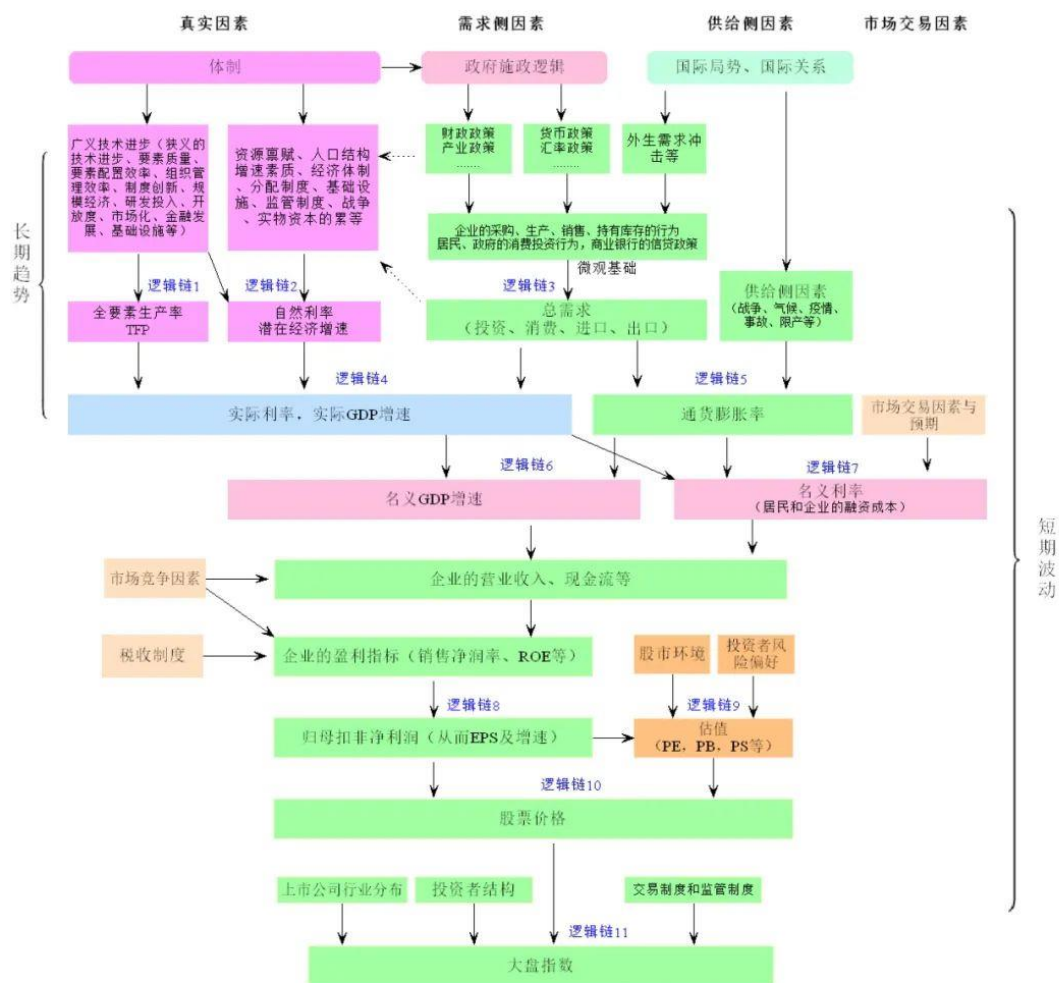 真实因素
需求侧因素
供给侧因素
市场交易因素
体制
政府施政逻辑
国际局势、国际关系
广义技术进步（狭义的
技术进步、要素质量、
要素配置效率、组织管
理效率、制度创新、规
模经济、研发投入、开
放度、市场化、金融发
展、基础设施等）
资源禀赋、人口结构
增速素质、经济体制
、分配制度、基础设
施、监管制度、战争
、实物资本的累等
财政政策
产业政策
……
货币政策
汇率政策
……
外生需求冲
击等
企业的采购、生产、销售、持有库存的行为
居民、政府的消费投资行为，商业银行的信贷政策
微观基础
长期趋势
逻辑链1
逻辑链2
逻辑链3
全要素生产率
TFP
自然利率
潜在经济增速
总需求
（投资、消费、进口、出口）
供给侧因素
（战争、气候、疫情、
事故、限产等）
逻辑链4
逻辑链5
实际利率，实际GDP增速
通货膨胀率
市场交易因素与
预期
逻辑链6
逻辑链7
名义GDP增速
名义利率
（居民和企业的融资成本）
短期波动
市场竞争因素
企业的营业收入、现金流等
税收制度
企业的盈利指标（销售净润率、ROE等）
股市环境
投资者风
险偏好
逻辑链8
逻辑链9
归母扣非净利润（从而EPS及增速）
估值
（PE，PB，PS等）
逻辑链10
股票价格
上市公司行业分布
投资者结构
交易制度和监管制度
逻辑链11
大盘指数